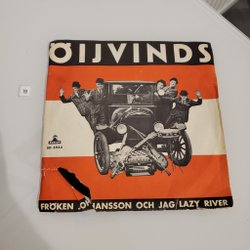 ÖIJVINDS
FRÖKEN JOHANSSON OCH JAG/LAZY RIVER